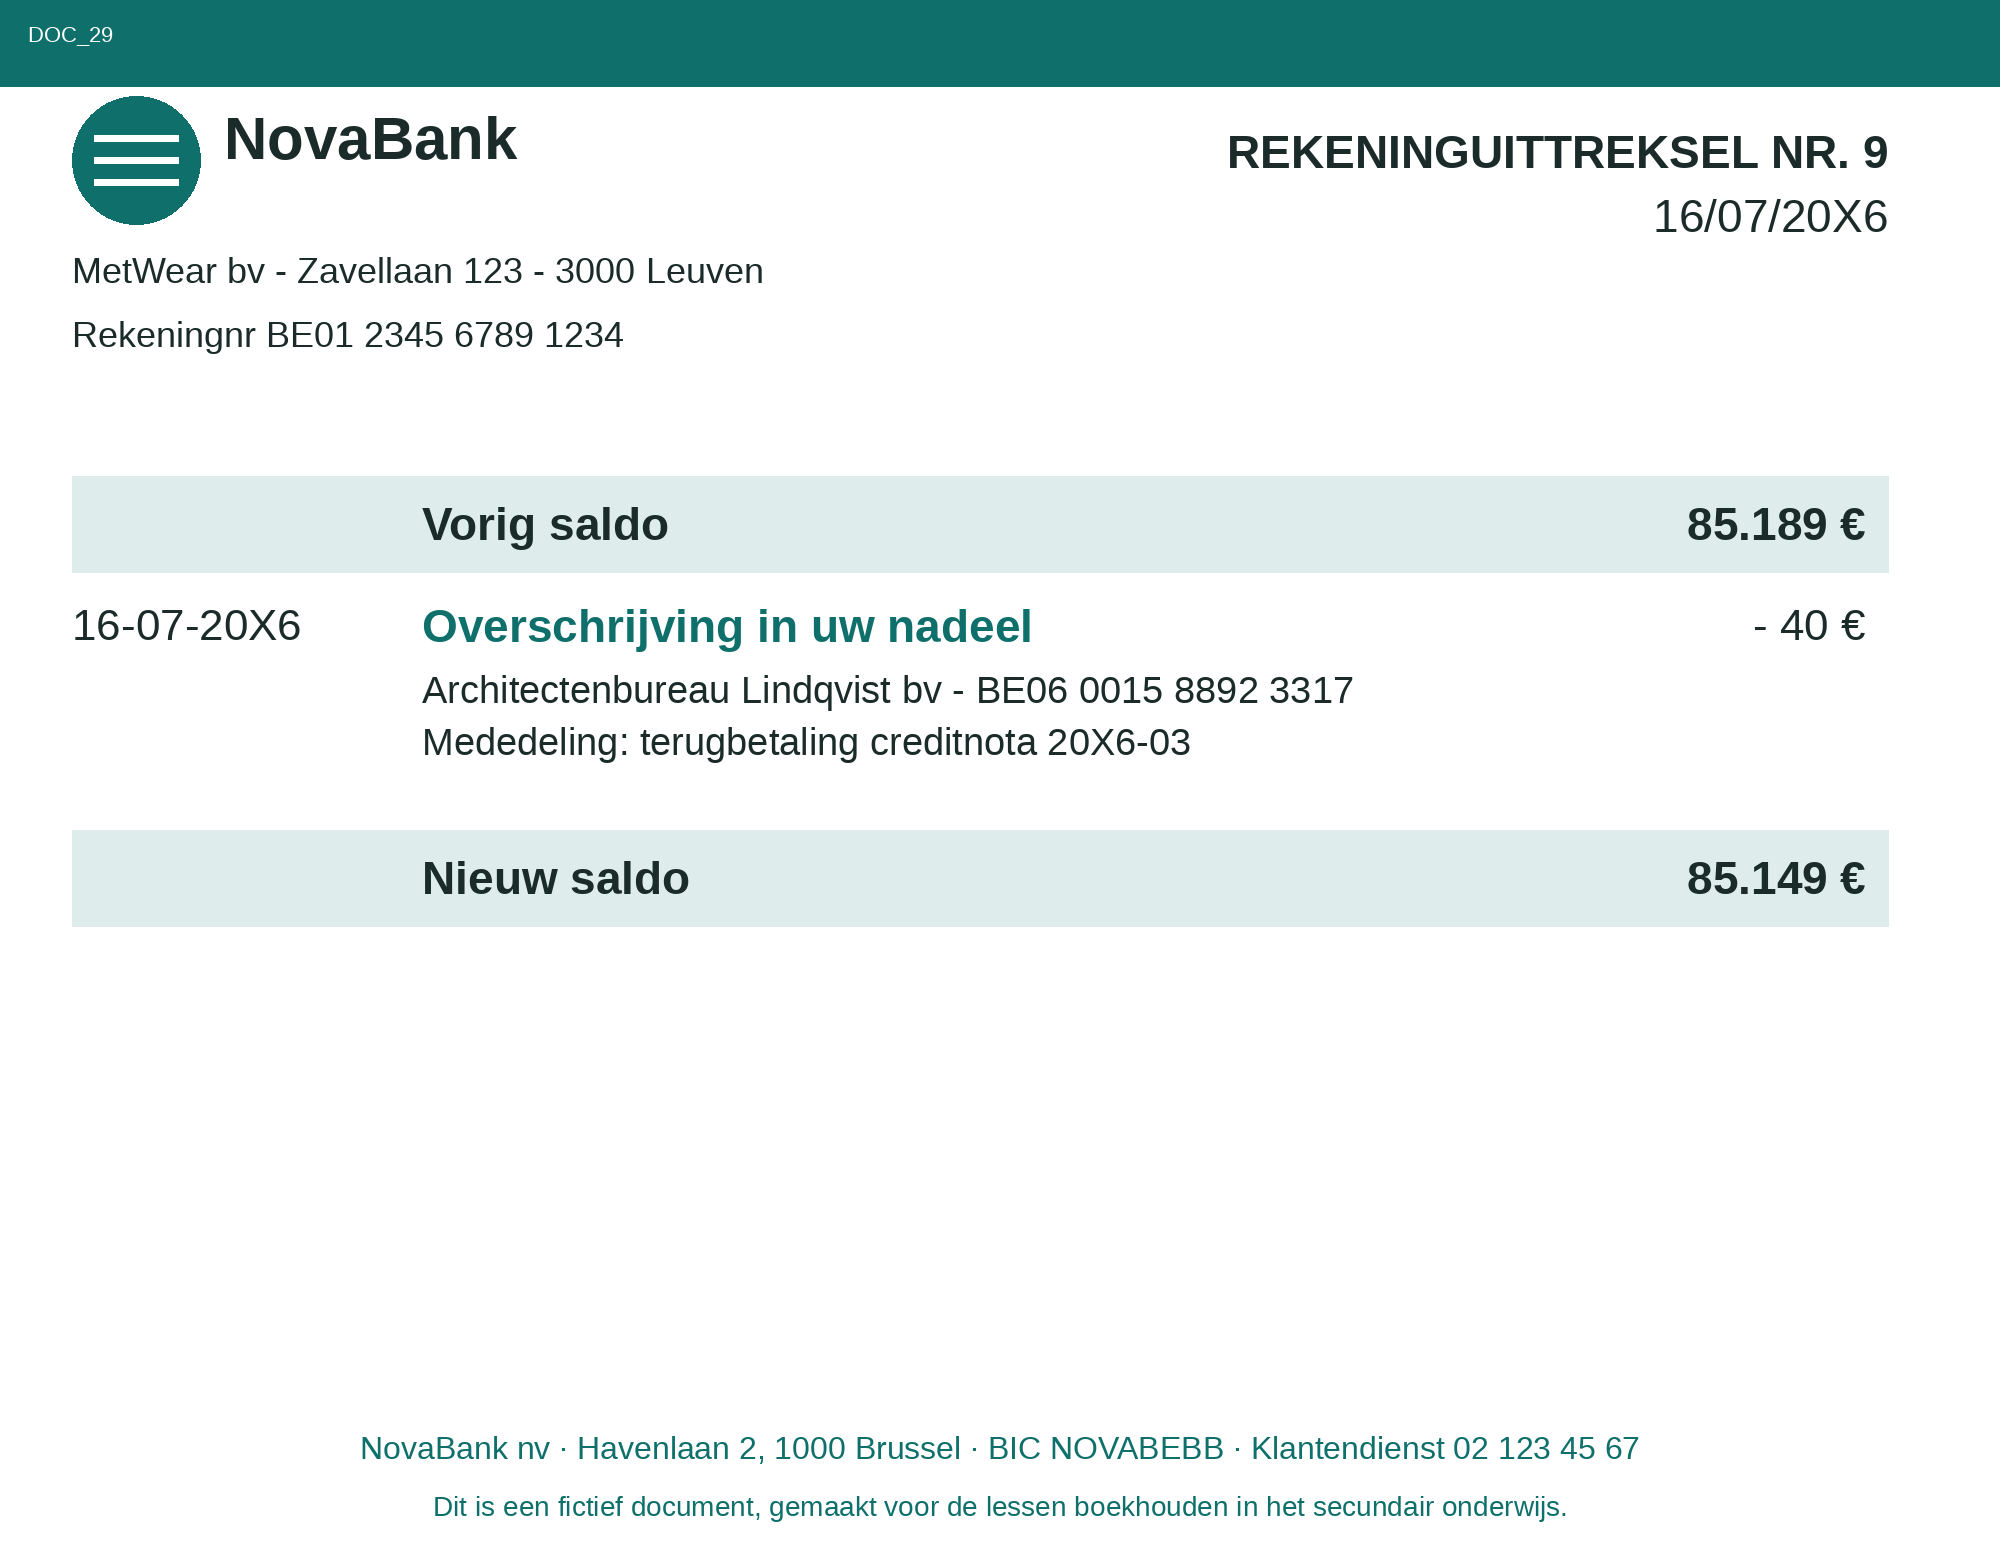 DOC_29
NovaBank
REKENINGUITTREKSEL NR. 9
16/07/20X6
MetWear bv - Zavellaan 123 - 3000 Leuven
Rekeningnr BE01 2345 6789 1234
Vorig saldo 85.189 €
16-07-20X6 Overschrijving in uw nadeel - 40 €
Architectenbureau Lindqvist bv - BE06 0015 8892 3317
Mededeling: terugbetaling creditnota 20X6-03
Nieuw saldo 85.149 €
NovaBank nv · Havenlaan 2, 1000 Brussel · BIC NOVABEBB · Klantendienst 02 123 45 67
Dit is een fictief document, gemaakt voor de lessen boekhouden in het secundair onderwijs.